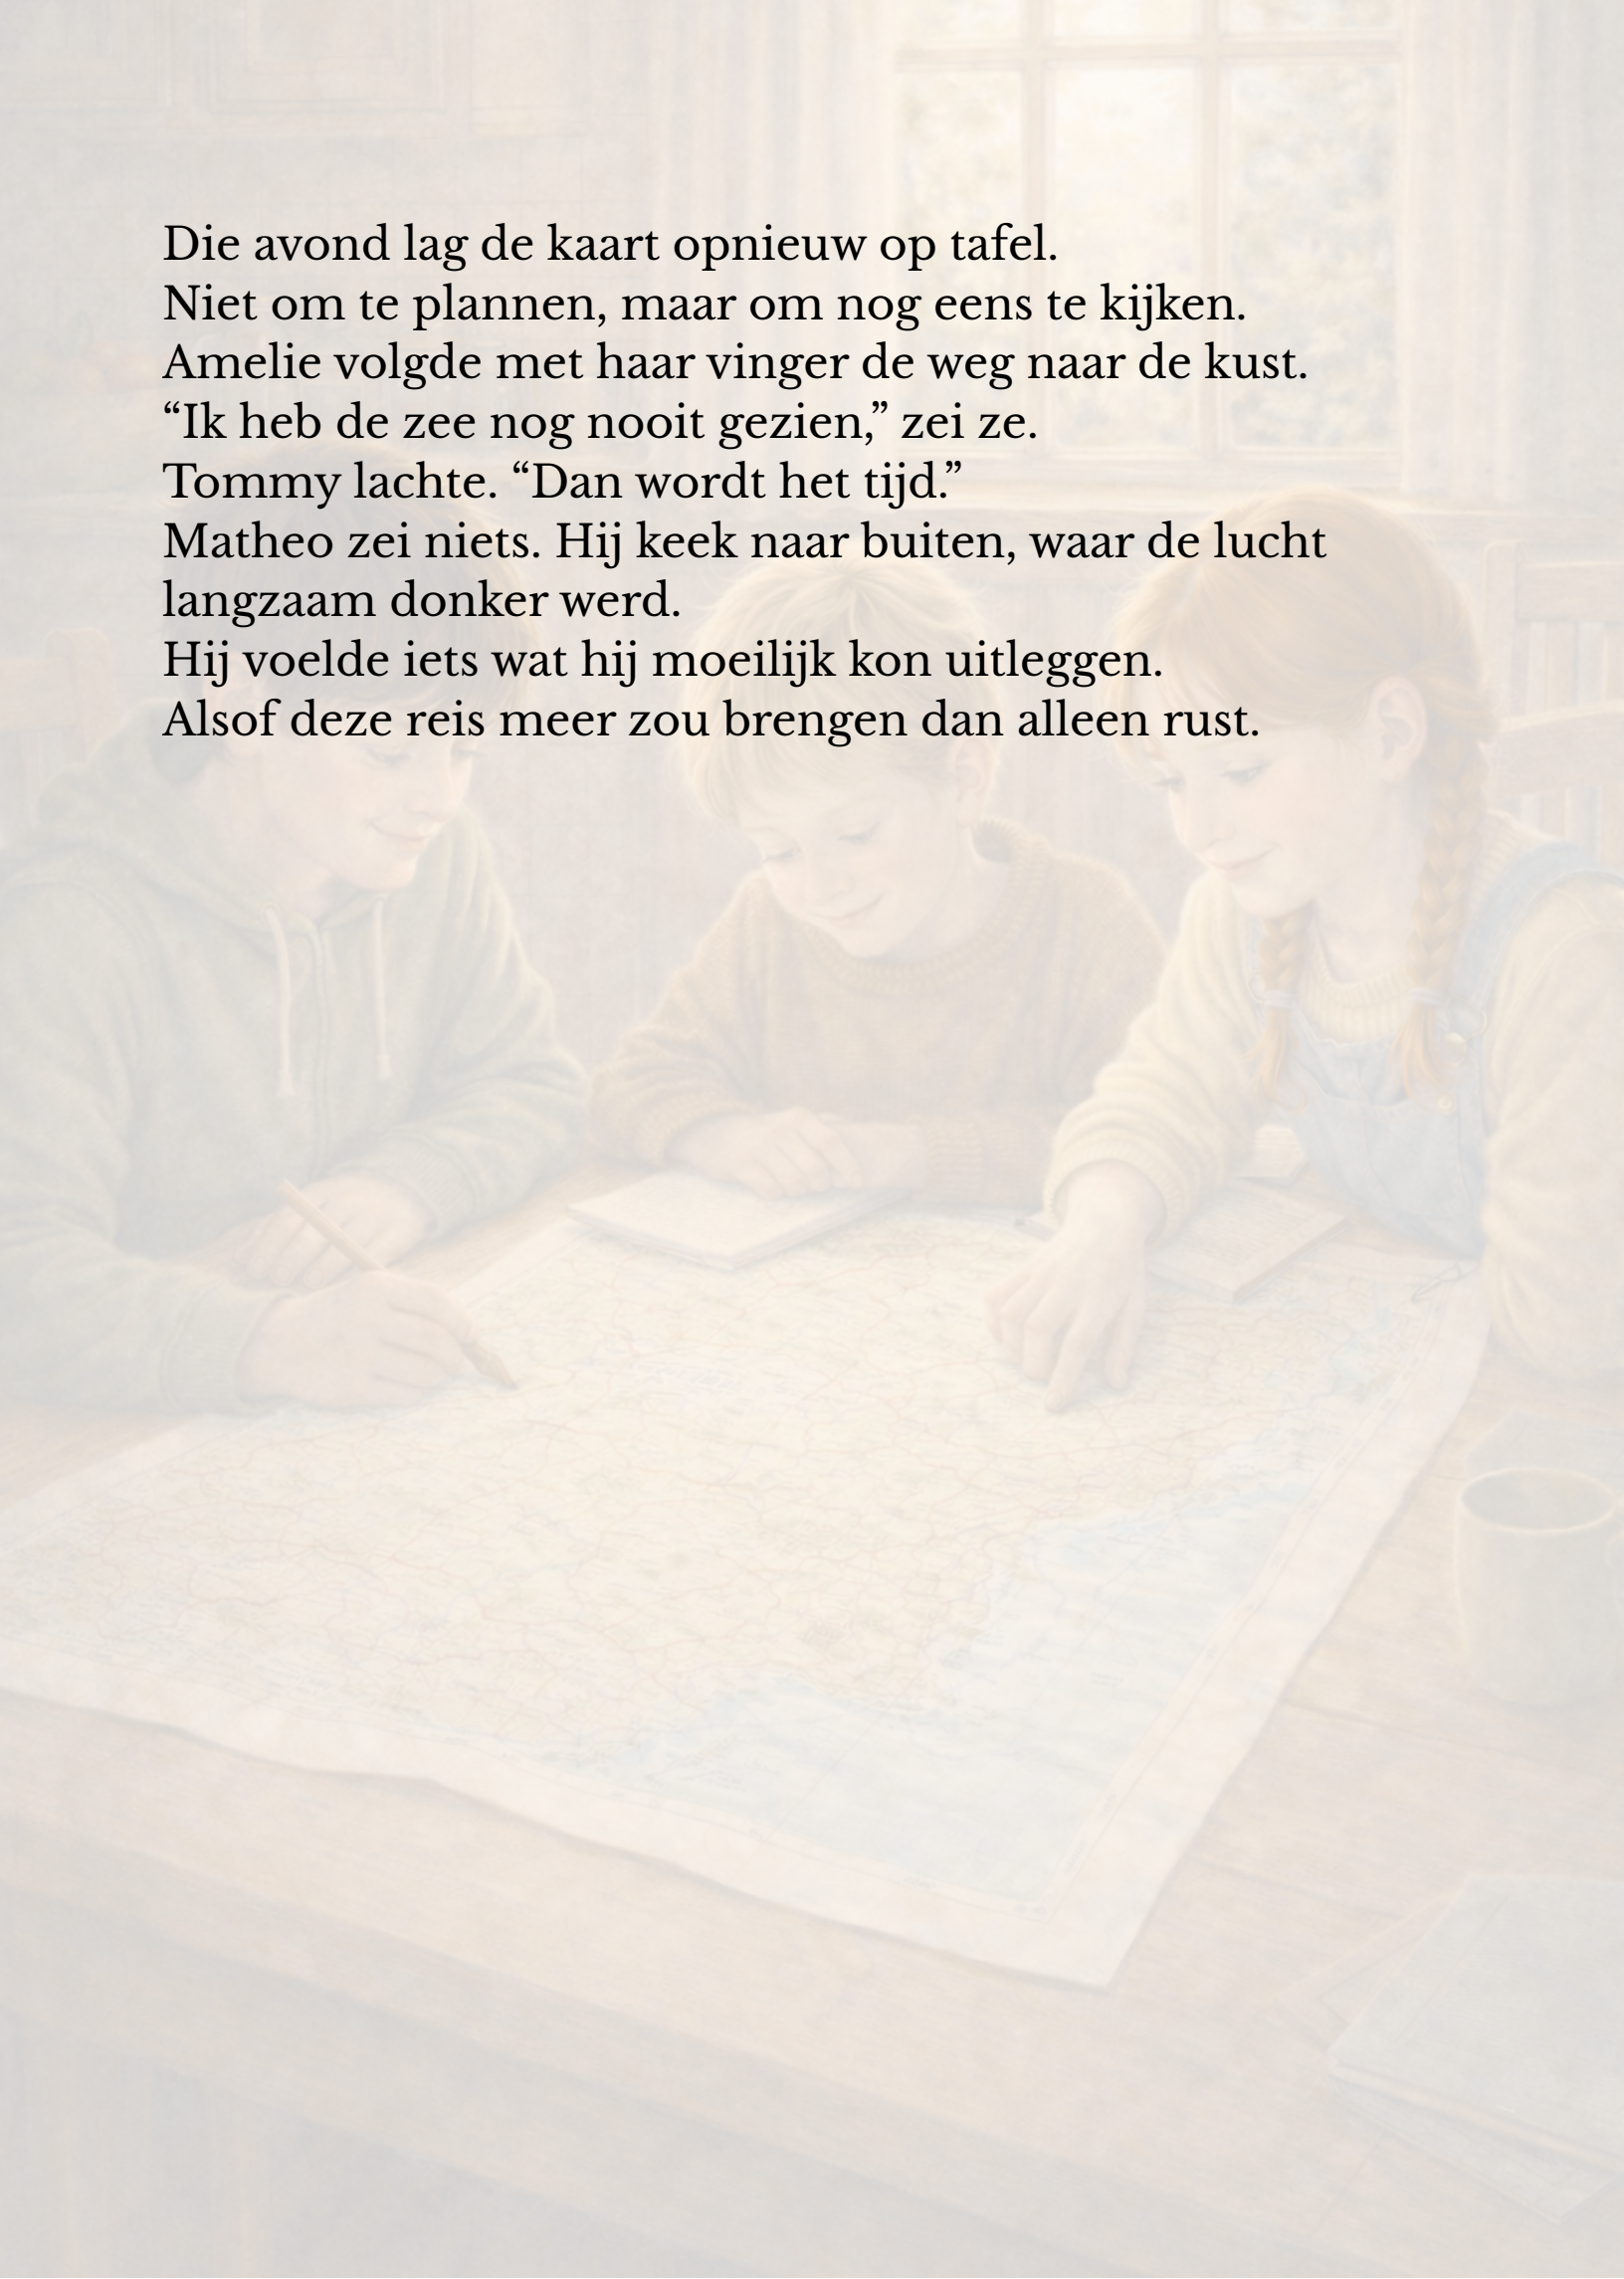 Die avond lag de kaart opnieuw op tafel.
Niet om te plannen, maar om nog eens te kijken.
Amelie volgde met haar vinger de weg naar de kust.
“Ik heb de zee nog nooit gezien,” zei ze.
Tommy lachte. “Dan wordt het tijd.”
Matheo zei niets. Hij keek naar buiten, waar de lucht
langzaam donker werd.
Hij voelde iets wat hij moeilijk kon uitleggen.
Alsof deze reis meer zou brengen dan alleen rust.